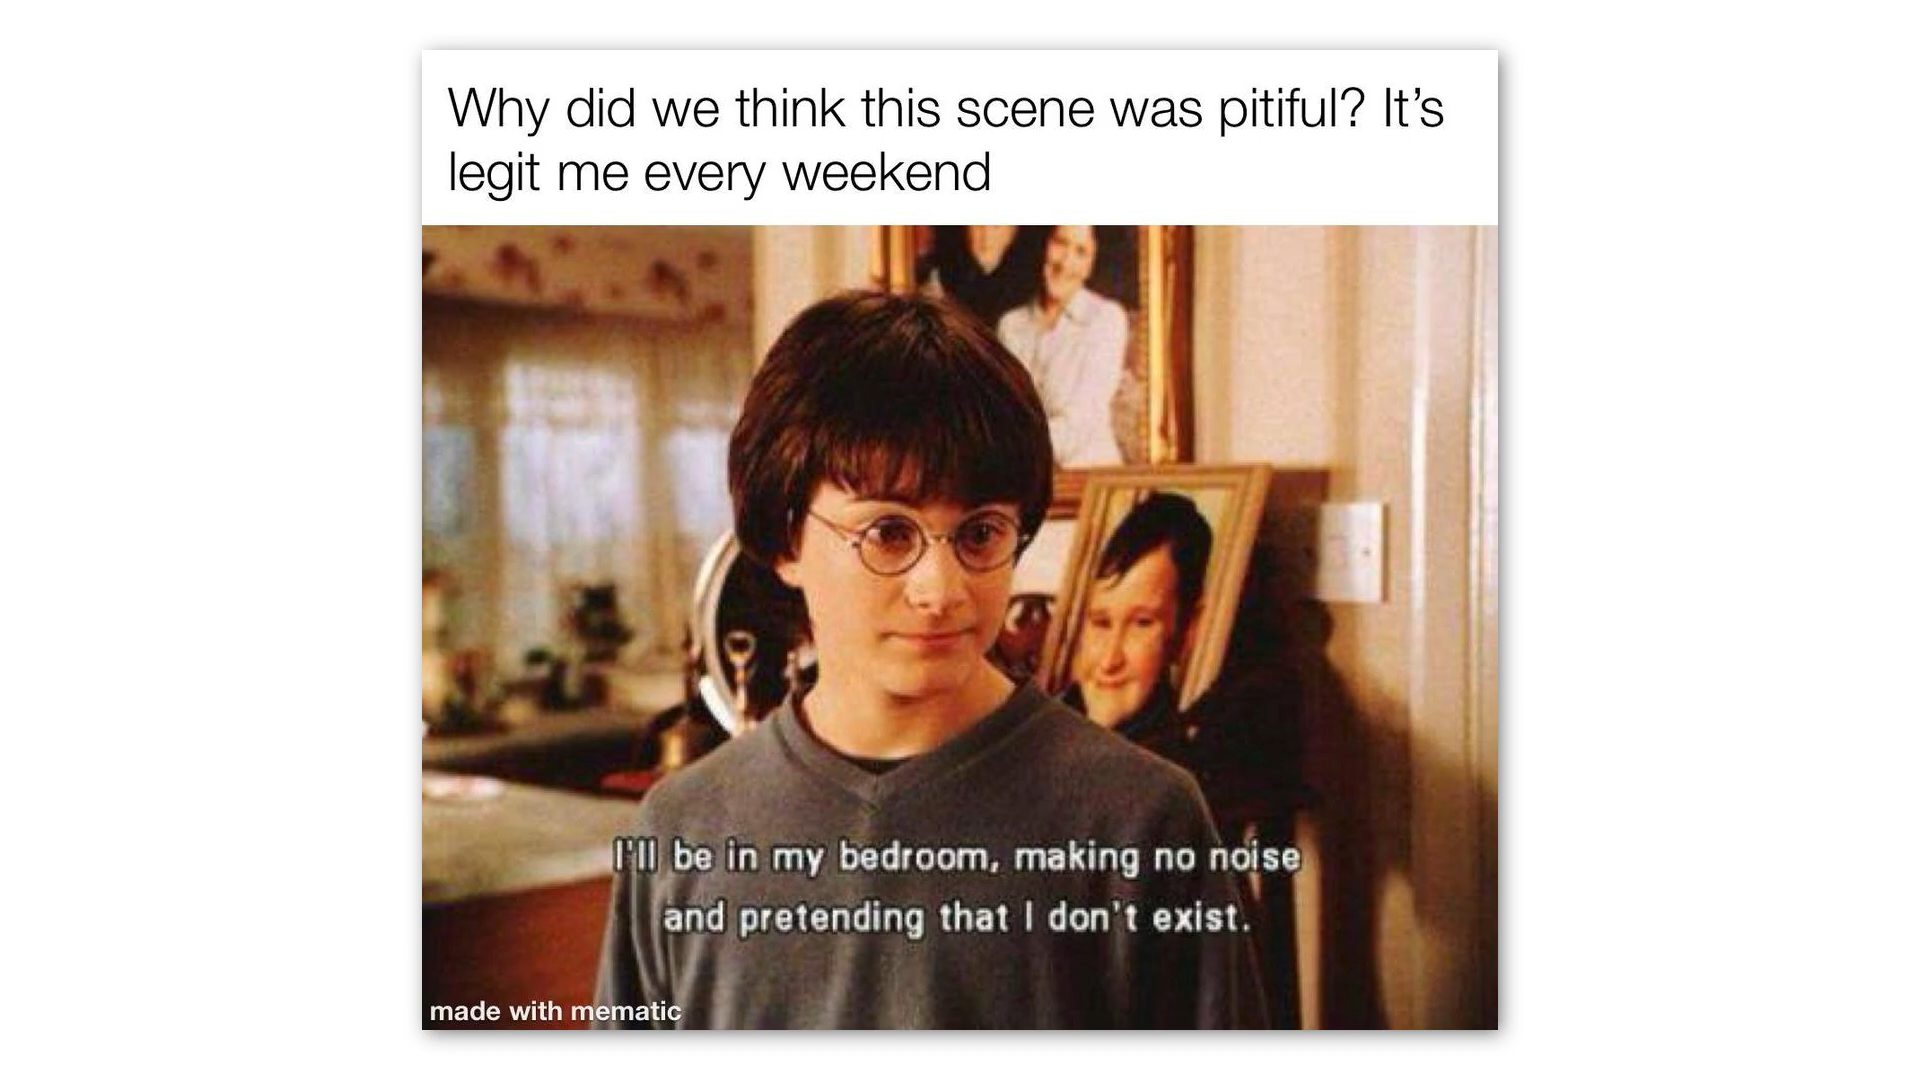 Why did we think this scene was pitiful? It’s
legit me every weekend
I'll be in my bedroom, making no noise
and pretending that I don't exist.
made with mematic